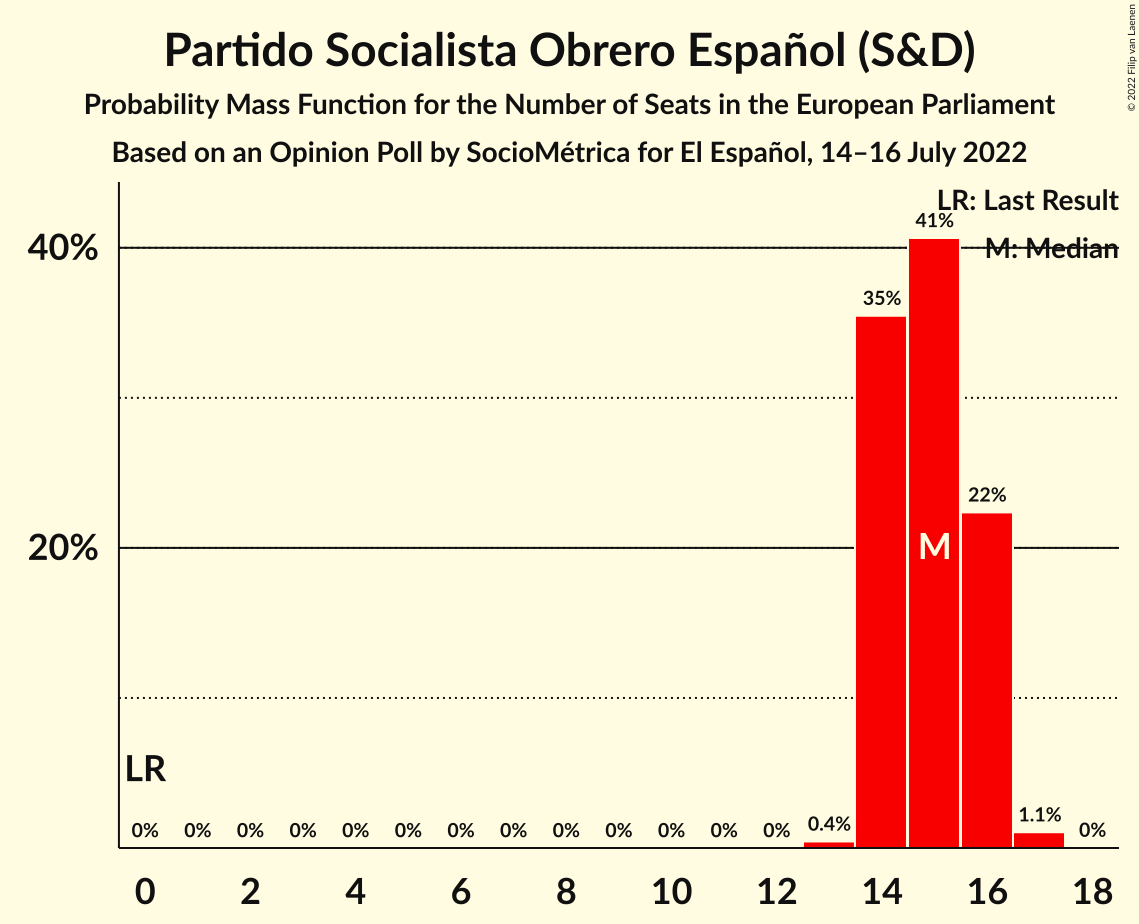 Partido Socialista Obrero Español (S&D)
Probability Mass Function for the Number of Seats in the European Parliament
Based on an Opinion Poll by SocioMétrica for El Español, 14–16 July 2022
© 2022 Filip van Laenen
LR: Last Result
M: Median
40%
20%
41%
35%
22%
M
LR
0% 0% 0% 0% 0% 0% 0% 0% 0% 0% 0% 0% 0% 0.4% 1.1% 0%
0 2 4 6 8 10 12 14 16 18